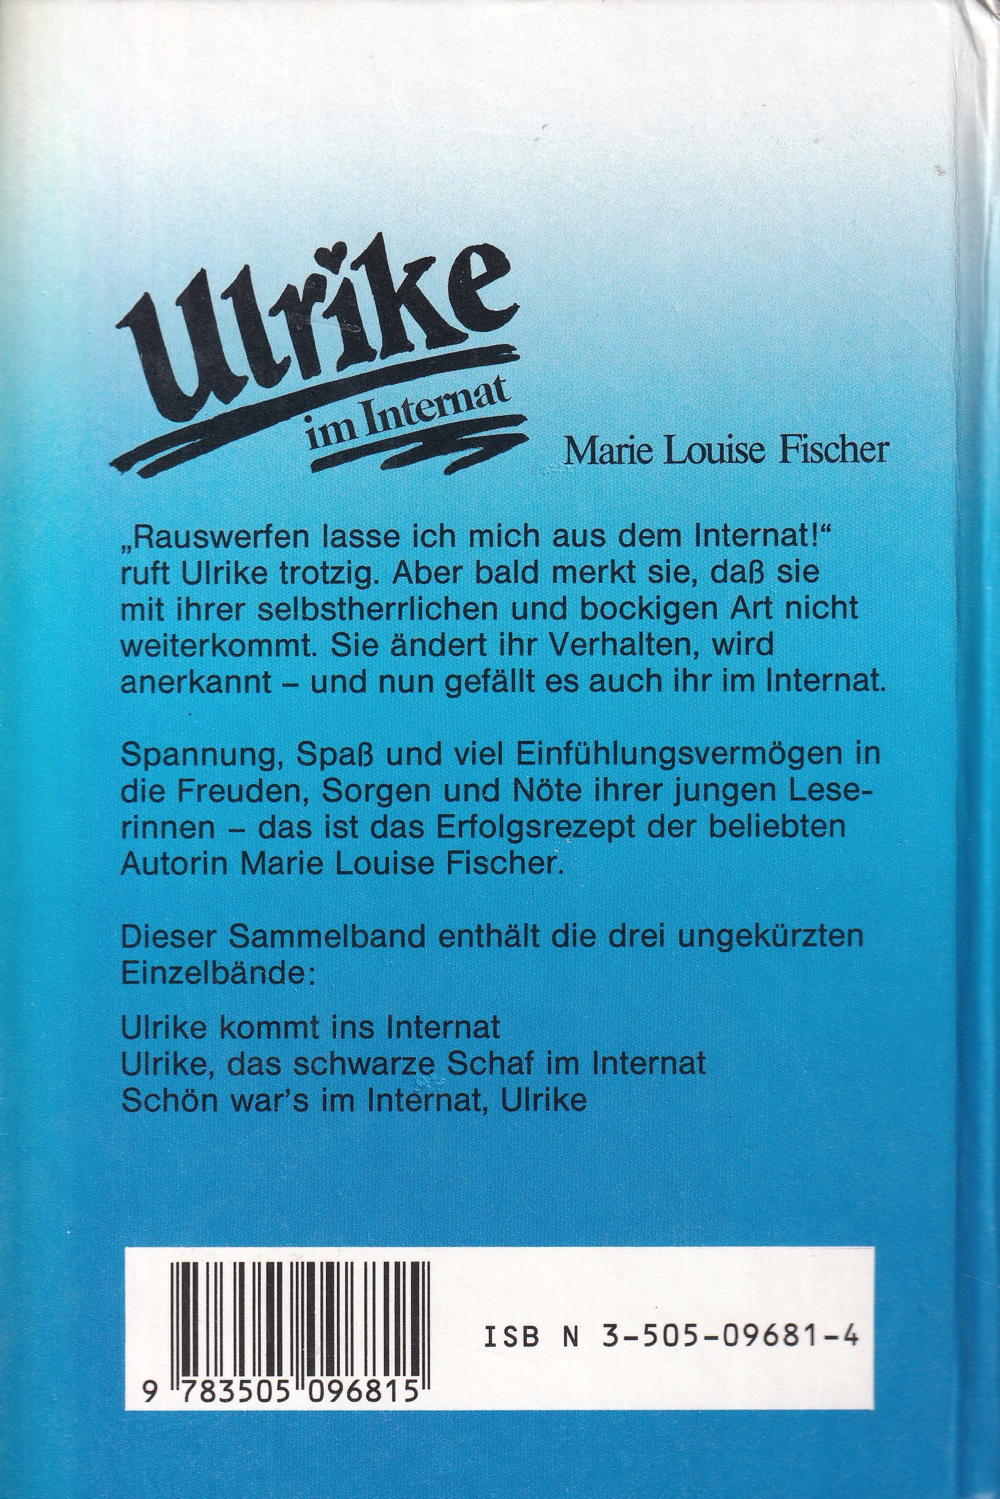 Ulrike
im Internat
Marie Louise Fischer
„Rauswerfen lasse ich mich aus dem Internat!“
ruft Ulrike trotzig. Aber bald merkt sie, daß sie
mit ihrer selbstherrlichen und bockigen Art nicht
weiterkommt. Sie ändert ihr Verhalten, wird
anerkannt – und nun gefällt es auch ihr im Internat.
Spannung, Spaß und viel Einfühlungsvermögen in
die Freuden, Sorgen und Nöte ihrer jungen Lese-
rinnen – das ist das Erfolgsrezept der beliebten
Autorin Marie Louise Fischer.
Dieser Sammelband enthält die drei ungekürzten
Einzelbände:
Ulrike kommt ins Internat
Ulrike, das schwarze Schaf im Internat
Schön war's im Internat, Ulrike
ISB N 3-505-09681-4
9 783505 096815